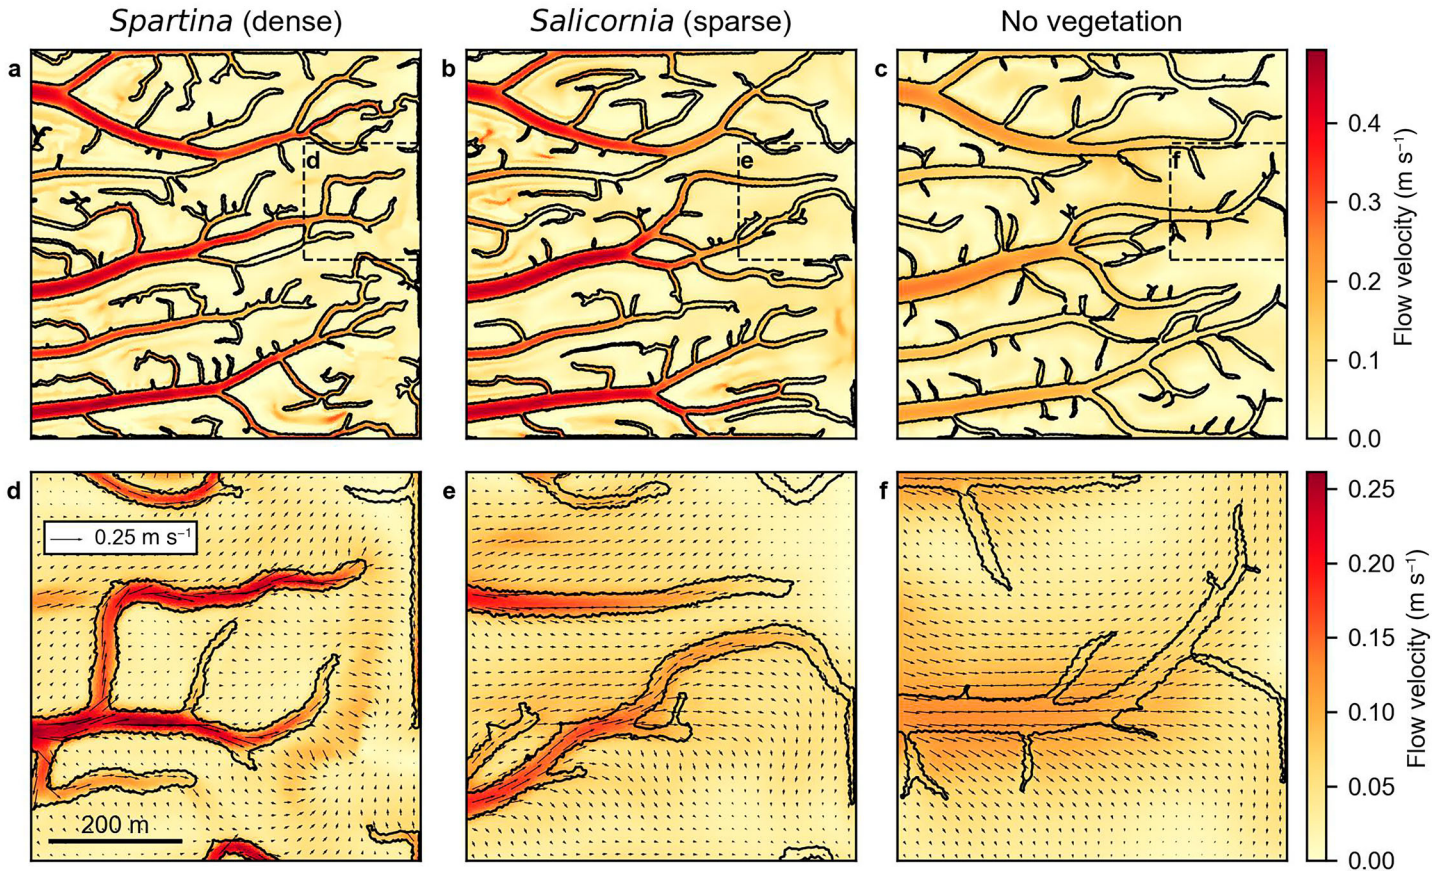 Spartina (dense)
Salicornia (sparse)
No vegetation
a
b
c
d
e
f
0.4
0.3
0.2
0.1
0.0
Flow velocity (m s⁻¹)
d
e
f
0.25 m s⁻¹
200 m
0.25
0.20
0.15
0.10
0.05
0.00
Flow velocity (m s⁻¹)